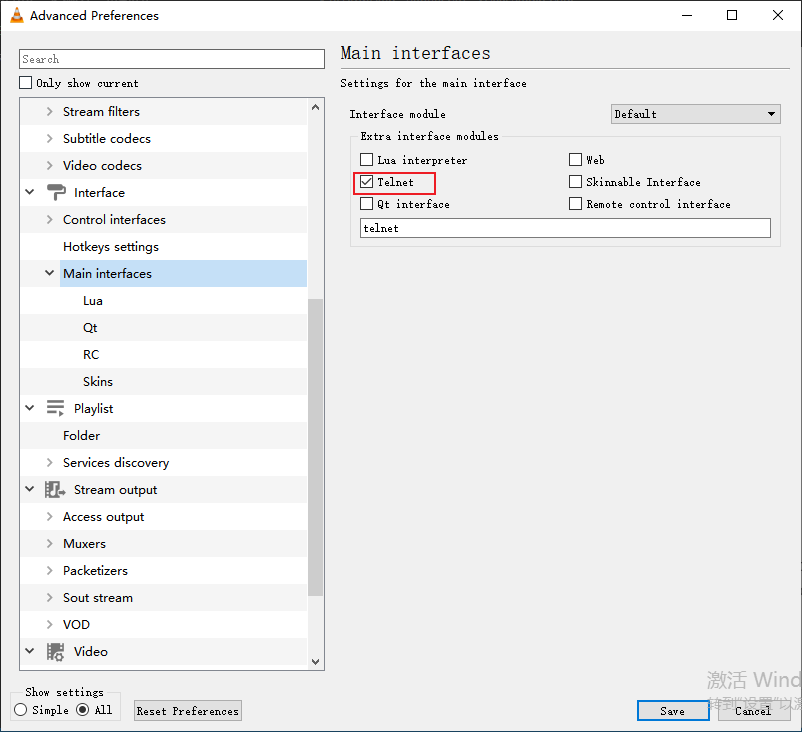 Advanced Preferences
Search
Only show current
Stream filters
Subtitle codecs
Video codecs
Interface
Control interfaces
Hotkeys settings
Main interfaces
Lua
Qt
RC
Skins
Playlist
Folder
Services discovery
Stream output
Access output
Muxers
Packetizers
Sout stream
VOD
Video
Show settings
Simple All
Reset Preferences
Main interfaces
Settings for the main interface
Interface module Default
Extra interface modules
Lua interpreter Web
Telnet Skinnable Interface
Qt interface Remote control interface
telnet
激活 Wind
转到"设置"以激
Save Cancel